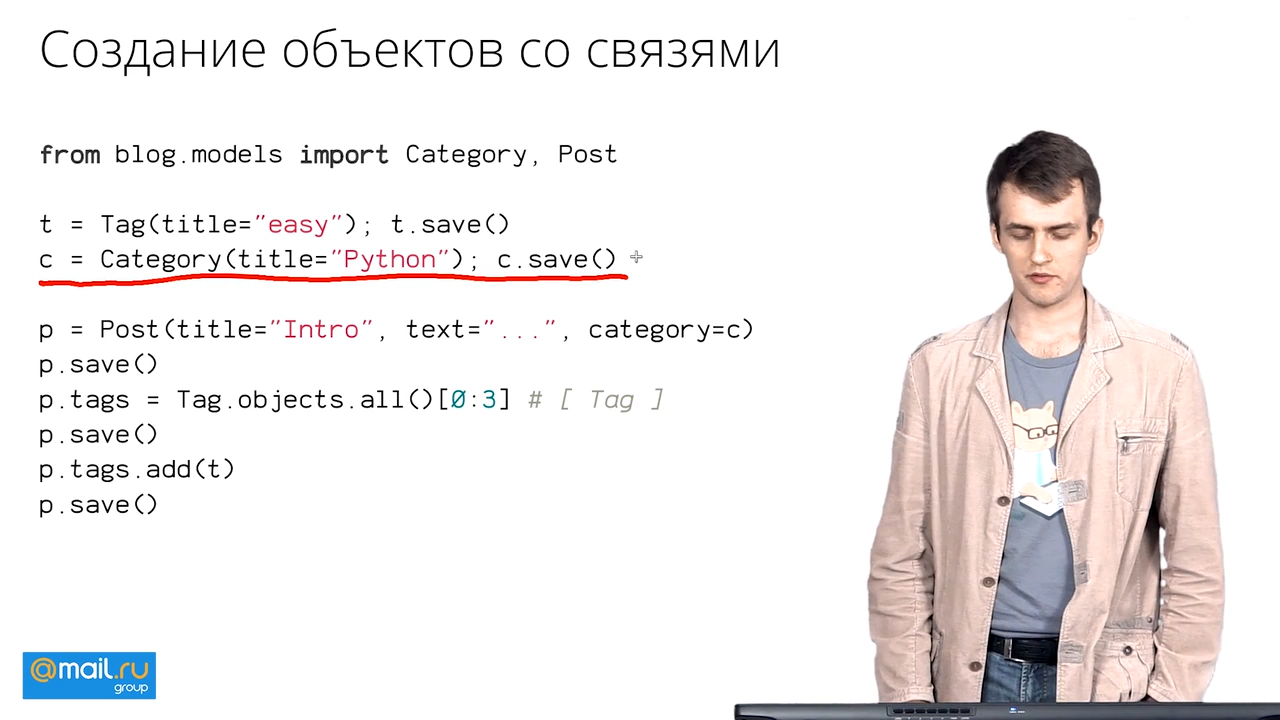 Создание объектов со связями
from blog.models import Category, Post
t = Tag(title="easy"); t.save()
c = Category(title="Python"); c.save()
p = Post(title="Intro", text="...", category=c)
p.save()
p.tags = Tag.objects.all()[0:3] # [ Tag ]
p.save()
p.tags.add(t)
p.save()
@mail.ru
group